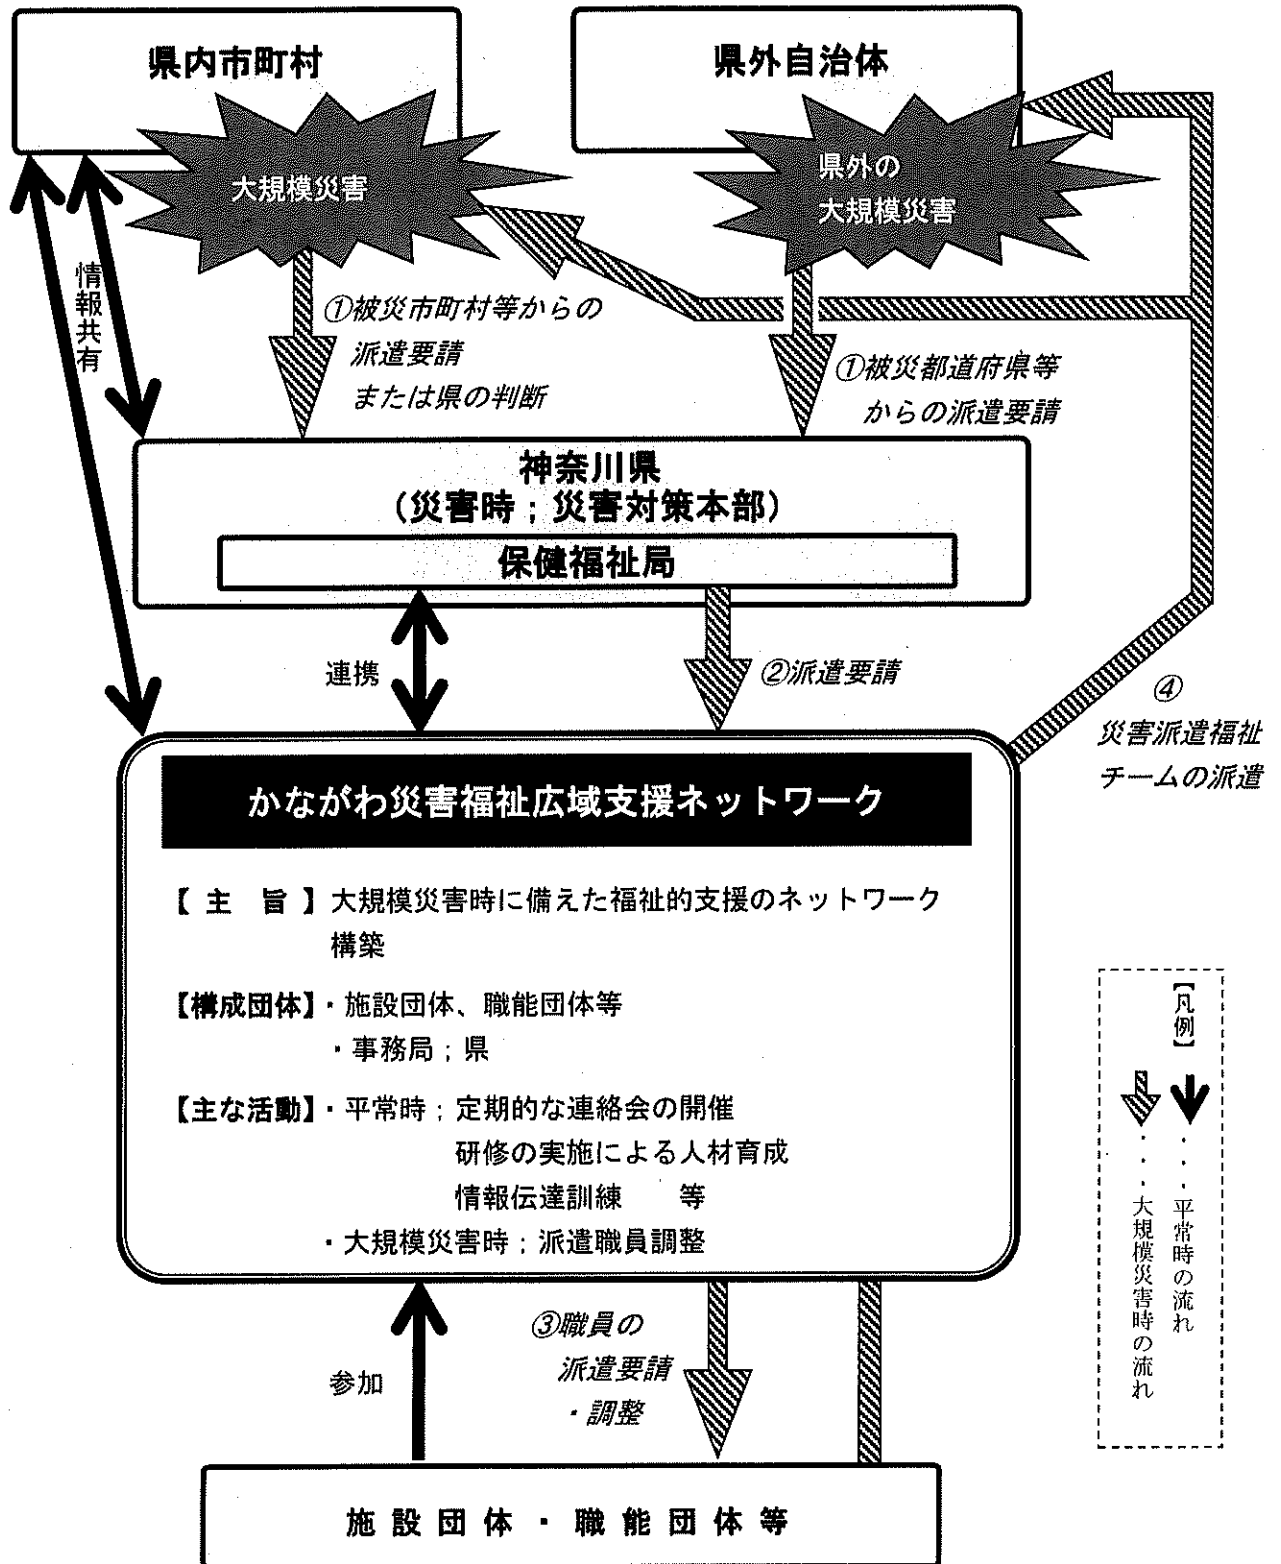 県内市町村
県外自治体
大規模災害
県外の
大規模災害
情報共有
①被災市町村等からの
派遣要請
または県の判断
①被災都道府県等
からの派遣要請
神奈川県
(災害時；災害対策本部)
保健福祉局
連携
②派遣要請
④
災害派遣福祉
チームの派遣
かながわ災害福祉広域支援ネットワーク
【主　旨】大規模災害時に備えた福祉的支援のネットワーク
構築
【構成団体】・施設団体、職能団体等
・事務局；県
【主な活動】・平常時；定期的な連絡会の開催
研修の実施による人材育成
情報伝達訓練　　等
・大規模災害時；派遣職員調整
【凡例】
・・・平常時の流れ
・・・大規模災害時の流れ
参加
③職員の
派遣要請
・調整
施設団体・職能団体等